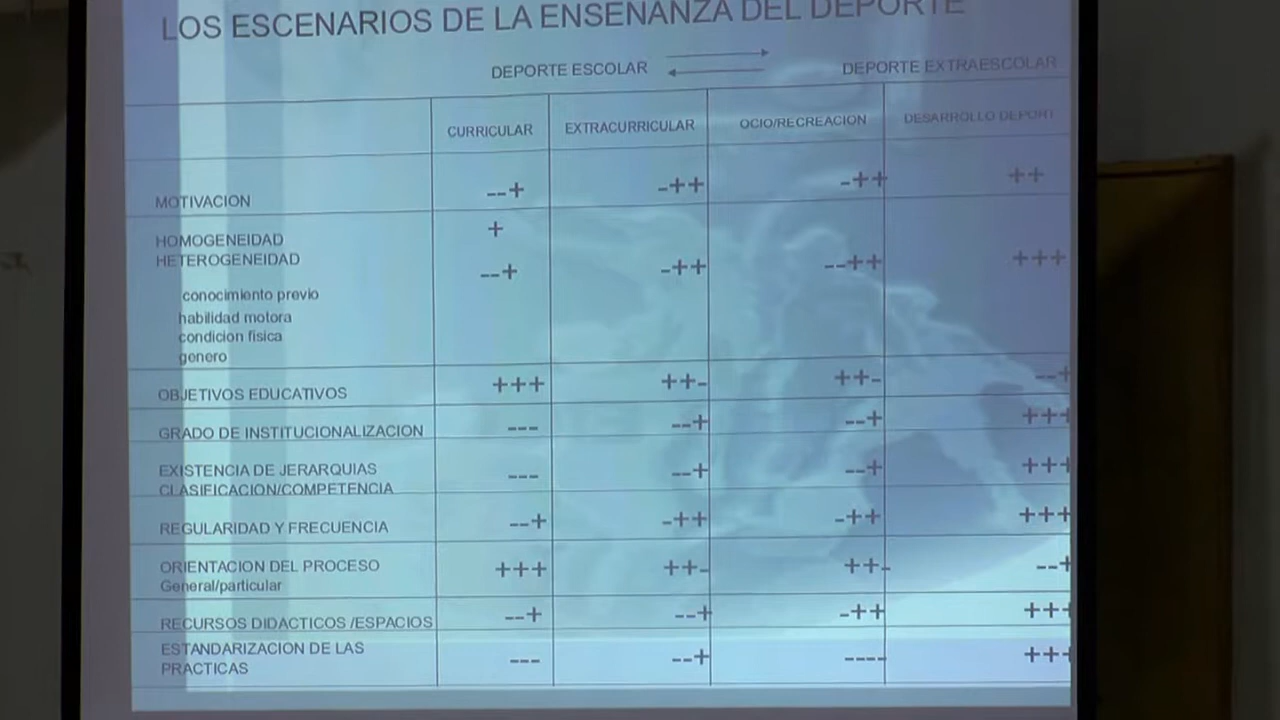 LOS ESCENARIOS DE LA ENSEÑANZA DEL DEPORTE
DEPORTE ESCOLAR DEPORTE EXTRAESCOLAR
CURRICULAR EXTRACURRICULAR OCIO/RECREACION DESARROLLO DEPORT
MOTIVACION --+ -++ -++ ++
HOMOGENEIDAD +
HETEROGENEIDAD --+ -++ --++ +++
conocimiento previo
habilidad motora
condicion fisica
genero
OBJETIVOS EDUCATIVOS +++ ++- ++- --+
GRADO DE INSTITUCIONALIZACION --- --+ --+ +++
EXISTENCIA DE JERARQUIAS --- --+ --+ +++
CLASIFICACION/COMPETENCIA
REGULARIDAD Y FRECUENCIA --+ -++ -++ +++
ORIENTACION DEL PROCESO +++ ++- ++- --+
General/particular
RECURSOS DIDACTICOS /ESPACIOS --+ --+ -++ +++
ESTANDARIZACION DE LAS --- --+ ---- +++
PRACTICAS